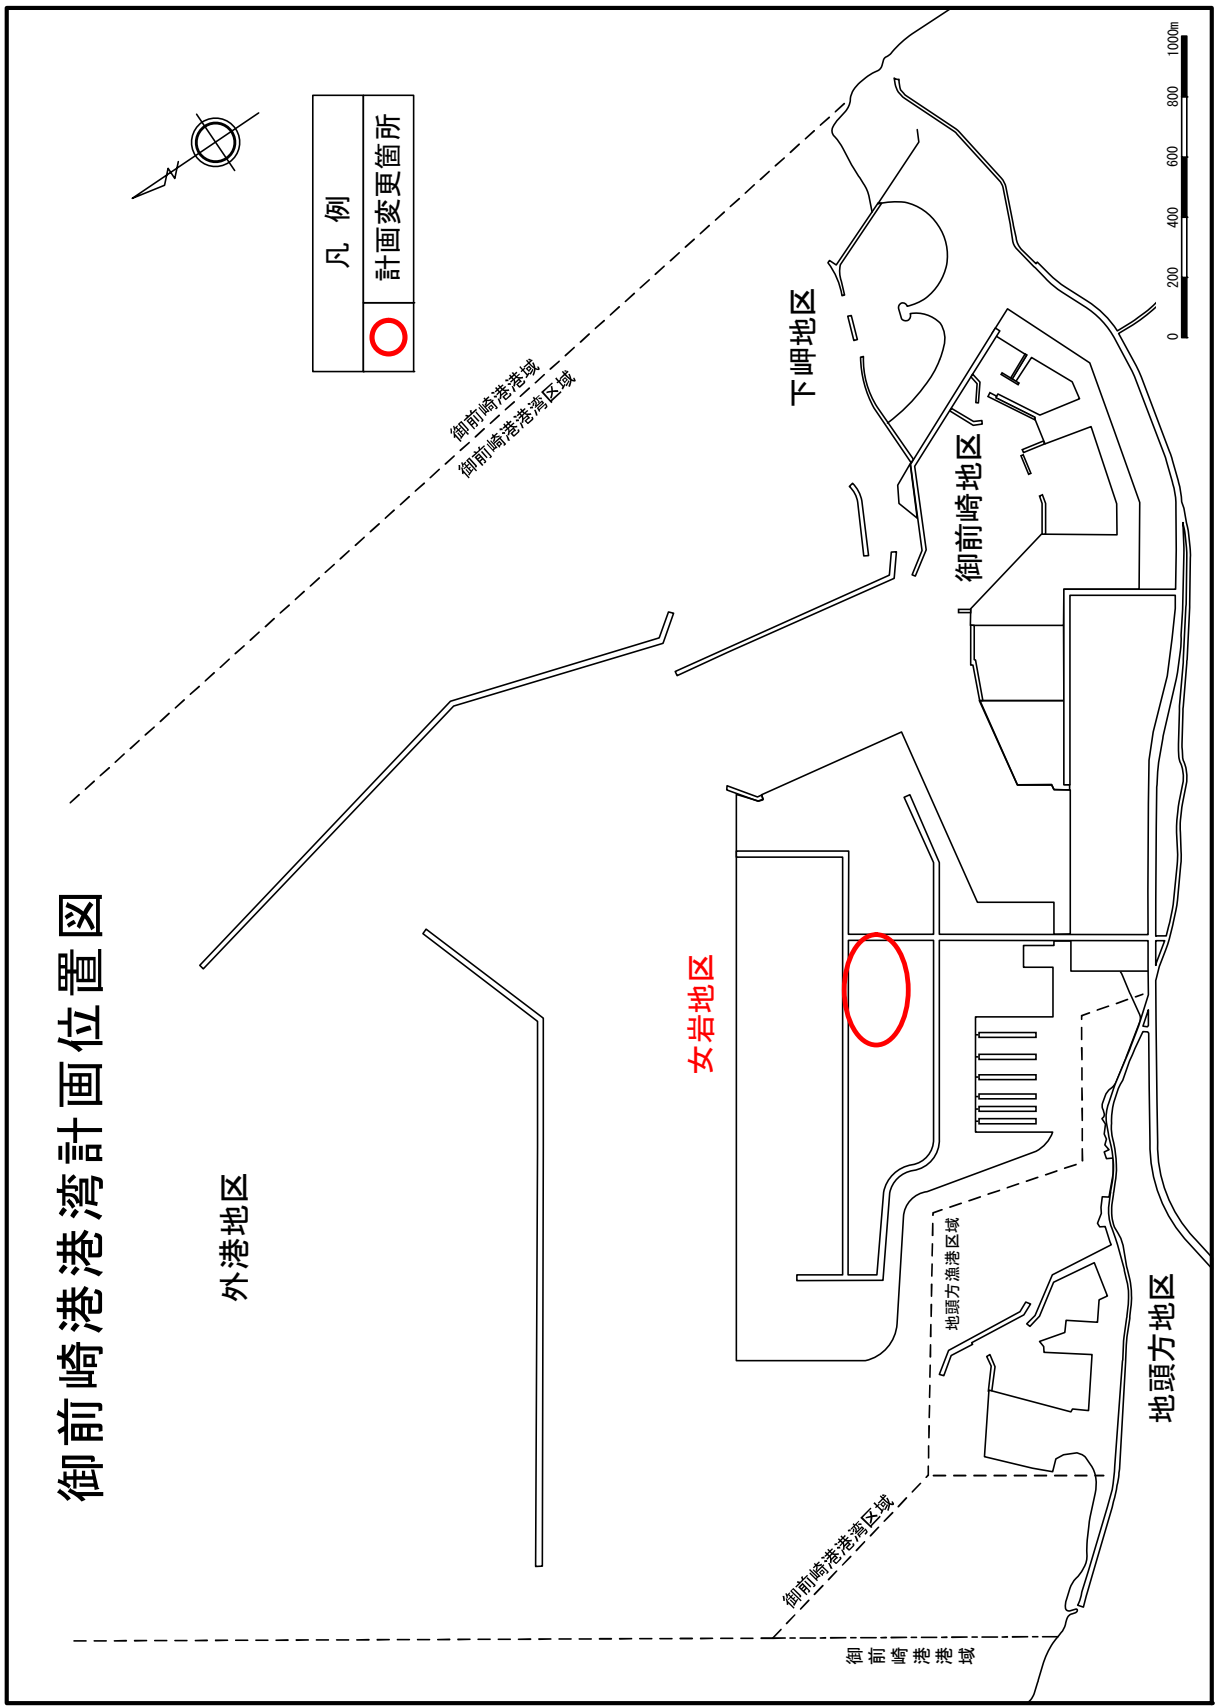 御前崎港港湾計画位置図
凡例
計画変更箇所
N
外港地区
御前崎港港域
御前崎港港湾区域
下岬地区
御前崎地区
女岩地区
地頭方漁港区域
地頭方地区
御前崎港港湾区域
御前崎港港域
0 200 400 600 800 1000m